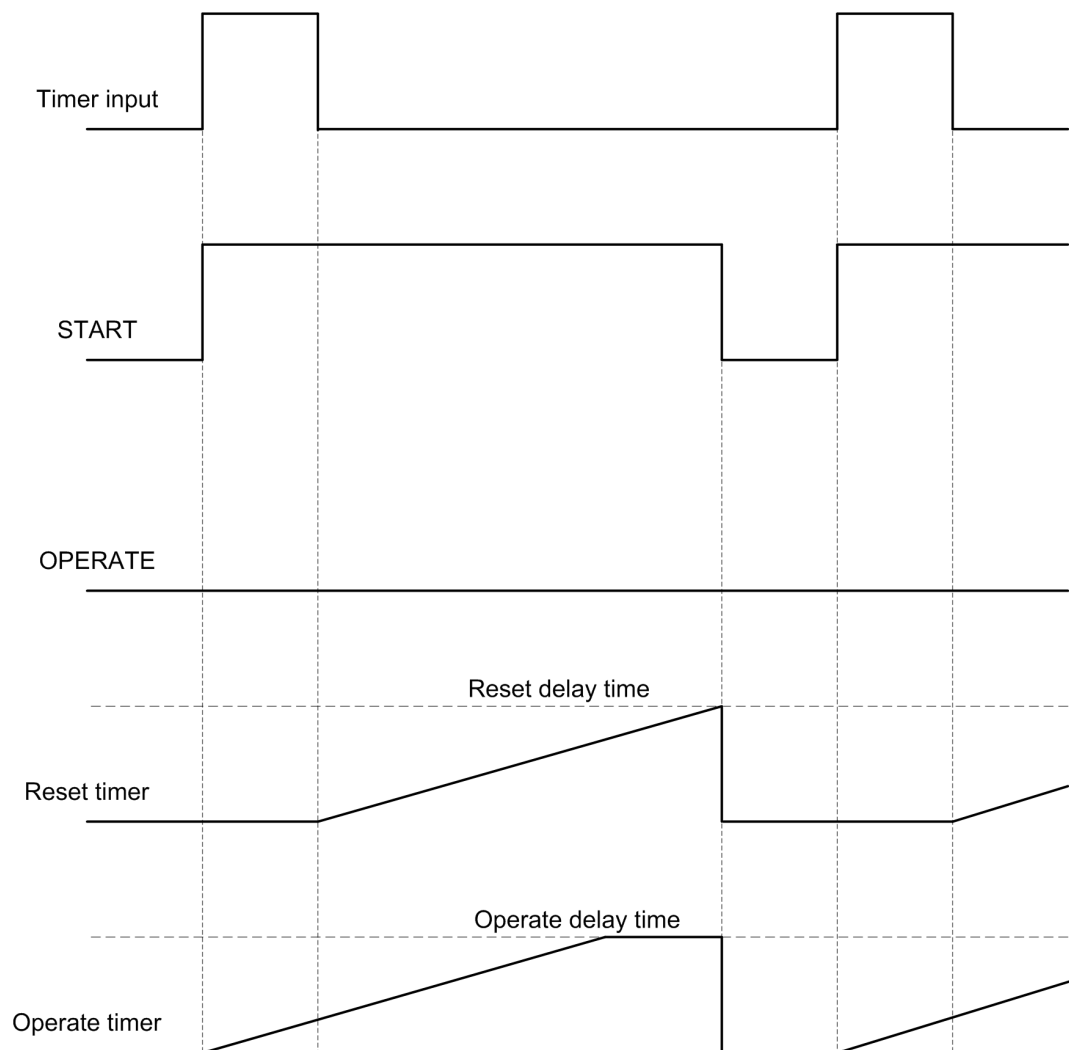 Timer input
START
OPERATE
Reset delay time
Reset timer
Operate delay time
Operate timer